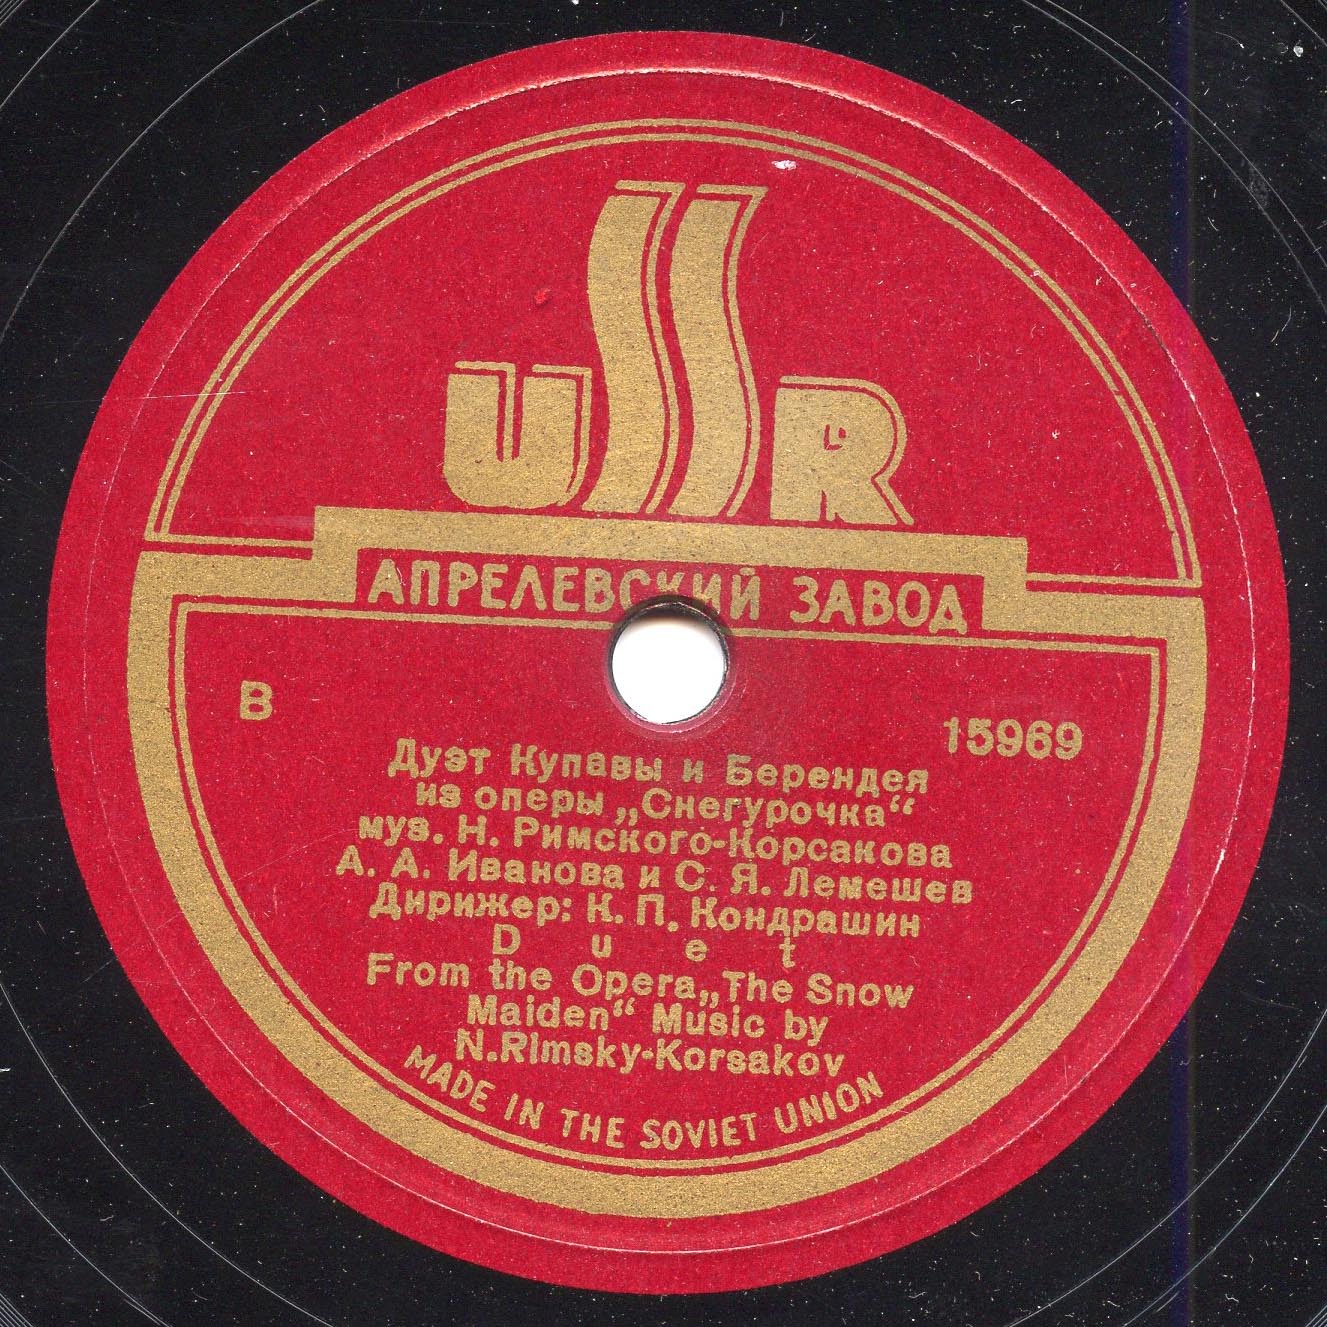 USSR
АПРЕЛЕВСКИЙ ЗАВОД
В
15969
Дуэт Купавы и Берендея
из оперы „Снегурочка“
муз. Н. Римского-Корсакова
А. А. Иванова и С. Я. Лемешев
Дирижер: К. П. Кондрашин
Duet
From the Opera „The Snow
Maiden“ Music by
N.Rimsky-Korsakov
MADE IN THE SOVIET UNION